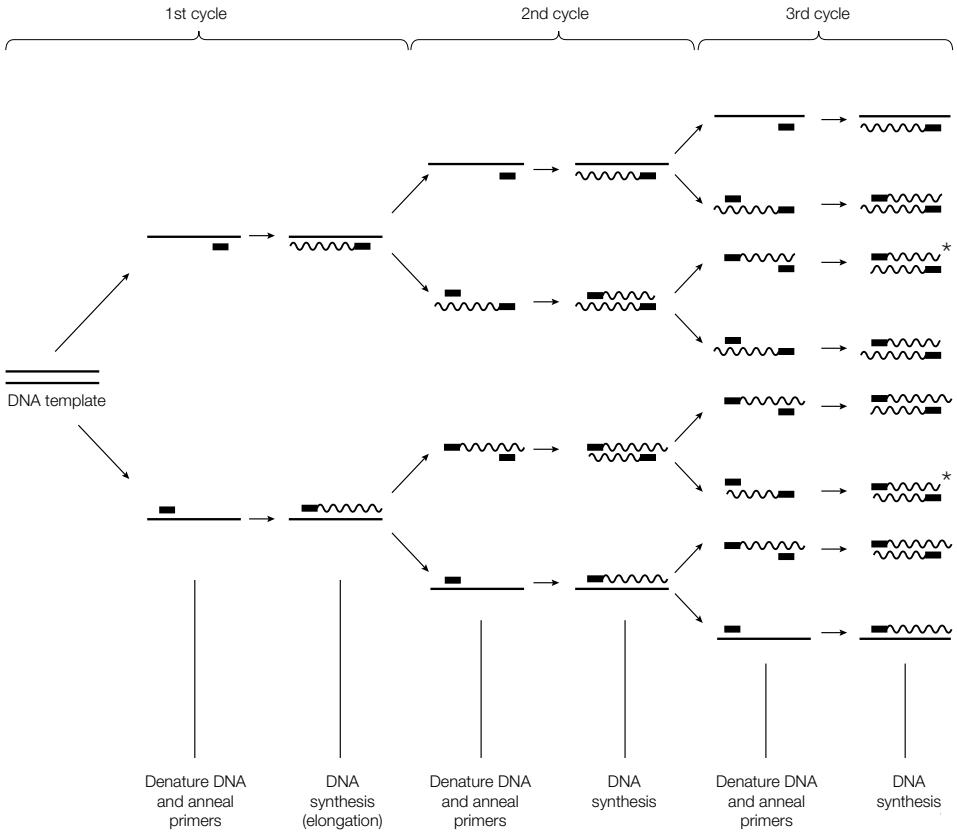 1st cycle
2nd cycle
3rd cycle
*
DNA template
*
Denature DNA
and anneal
primers
DNA
synthesis
(elongation)
Denature DNA
and anneal
primers
DNA
synthesis
Denature DNA
and anneal
primers
DNA
synthesis